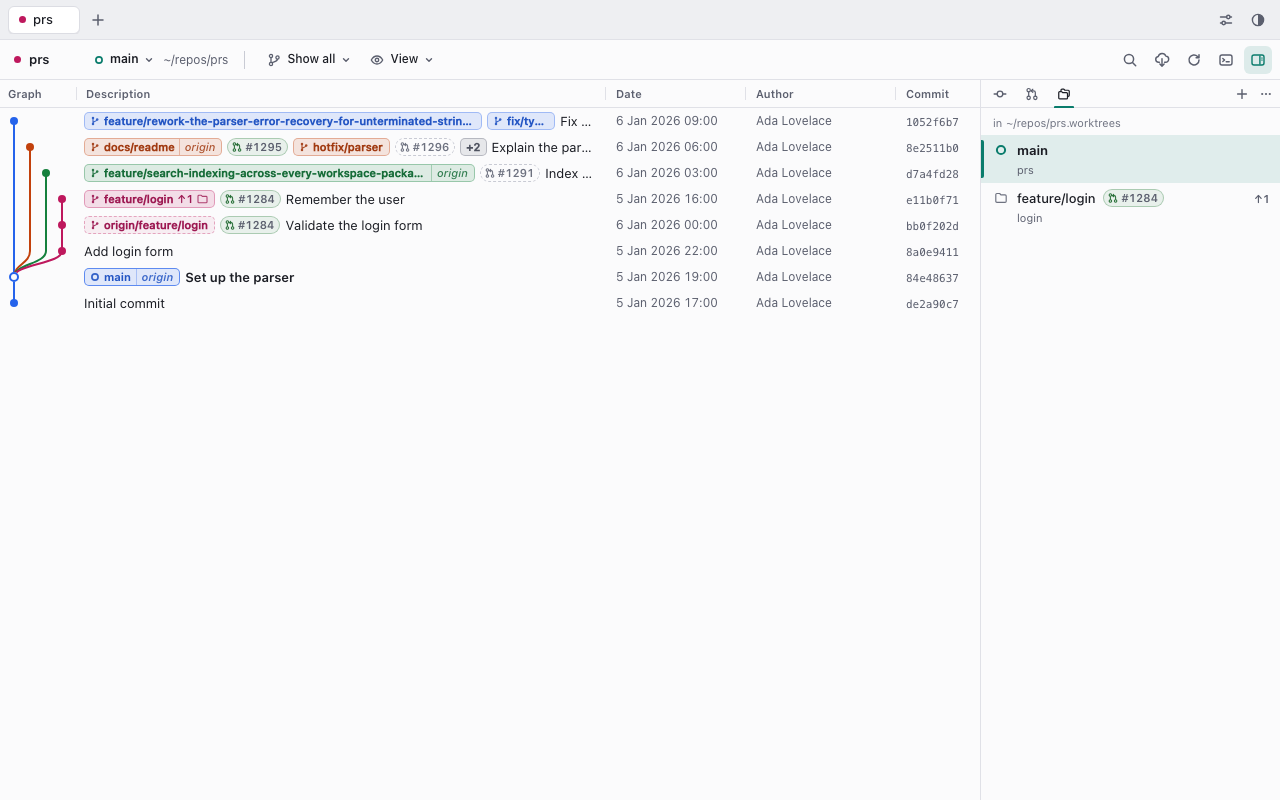 prs
prs main ~/repos/prs Show all View
Graph Description Date Author Commit
feature/rework-the-parser-error-recovery-for-unterminated-strin... fix/ty... Fix ... 6 Jan 2026 09:00 Ada Lovelace 1052f6b7
docs/readme origin #1295 hotfix/parser #1296 +2 Explain the par... 6 Jan 2026 06:00 Ada Lovelace 8e2511b0
feature/search-indexing-across-every-workspace-packa... origin #1291 Index ... 6 Jan 2026 03:00 Ada Lovelace d7a4fd28
feature/login ↑1 #1284 Remember the user 5 Jan 2026 16:00 Ada Lovelace e11b0f71
origin/feature/login #1284 Validate the login form 6 Jan 2026 00:00 Ada Lovelace bb0f202d
Add login form 5 Jan 2026 22:00 Ada Lovelace 8a0e9411
main origin Set up the parser 5 Jan 2026 19:00 Ada Lovelace 84e48637
Initial commit 5 Jan 2026 17:00 Ada Lovelace de2a90c7
in ~/repos/prs.worktrees
main
prs
feature/login #1284 ↑1
login